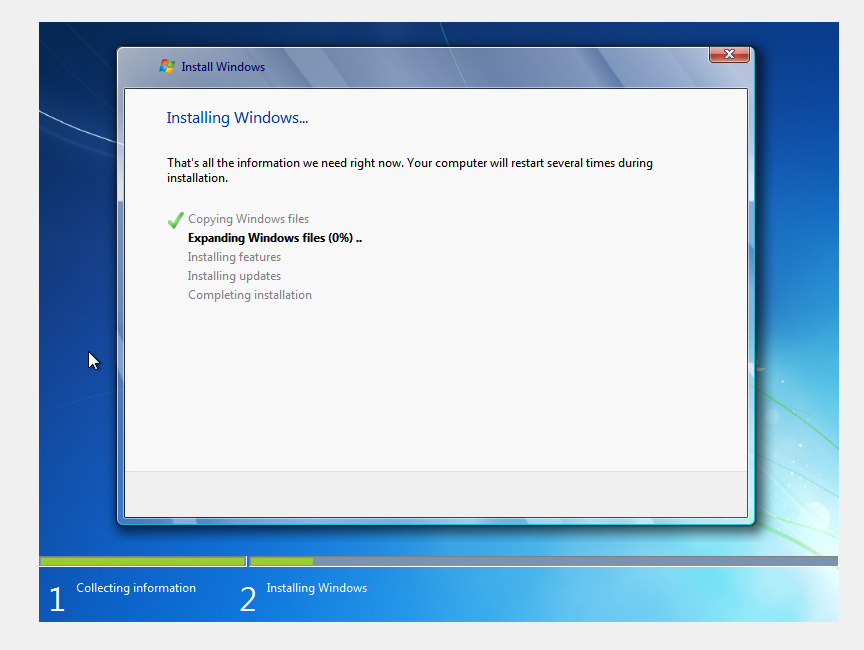 Install Windows
Installing Windows...
That's all the information we need right now. Your computer will restart several times during
installation.
Copying Windows files
Expanding Windows files (0%) ..
Installing features
Installing updates
Completing installation
1 Collecting information 2 Installing Windows